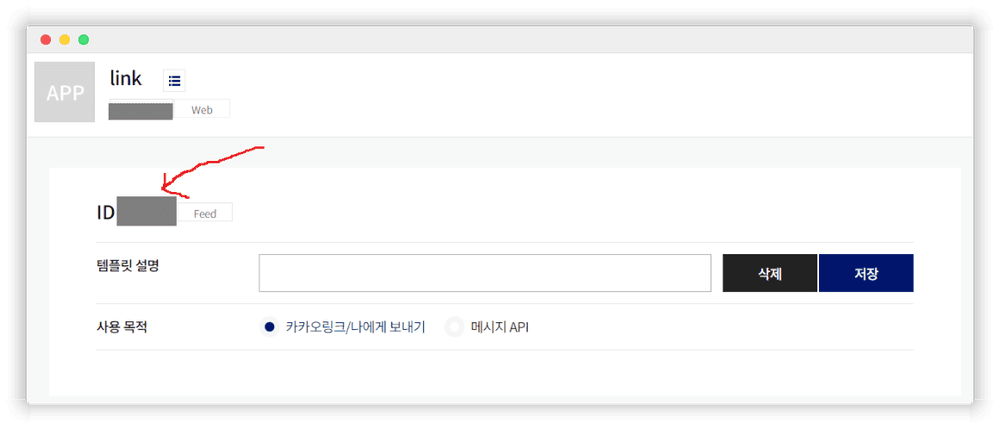 APP
link
Web
ID
Feed
템플릿 설명
삭제
저장
사용 목적
카카오링크/나에게 보내기
메시지 API